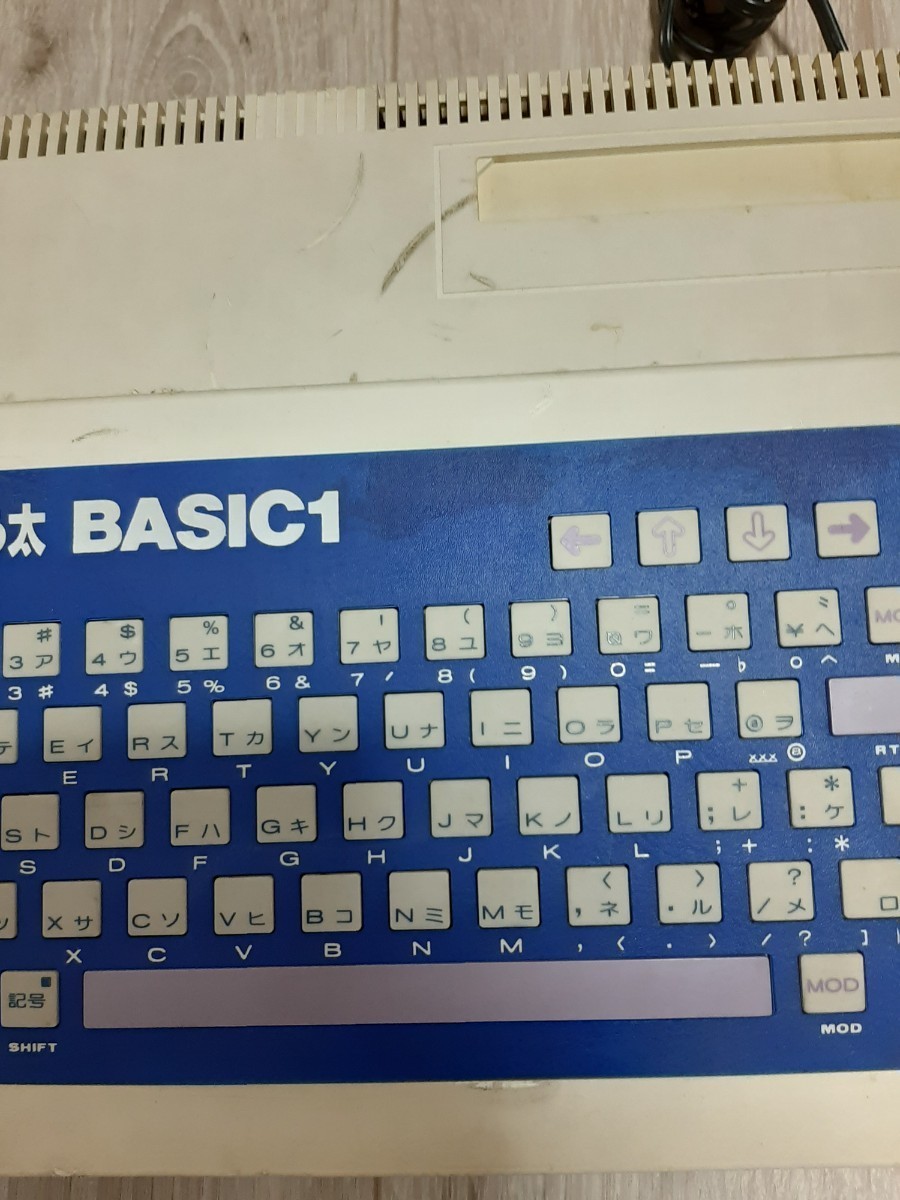 太 BASIC1
← ⇧ ⇩ →
# 3 ア $ 4 ウ % 5 エ & 6 オ ' 7 ヤ ( 8 ユ ) 9 ヨ = 0 ワ ° ー ホ ¥ ヘ
3 # 4 $ 5 % 6 & 7 ' 8 ( 9 ) 0 = — ♭ o ^
E イ R ス T カ Y ン U ナ I ニ O ラ P セ @ ヲ
E R T Y U I O P xxx ®
S ト D シ F ハ G キ H ク J マ K ノ L リ + ; レ * : ケ
S D F G H J K L ; + : *
X サ C ソ V ヒ B コ N ミ M モ < , ネ > . ル ? / メ ロ
X C V B N M , < . > / ? ]
記号 MOD
SHIFT MOD